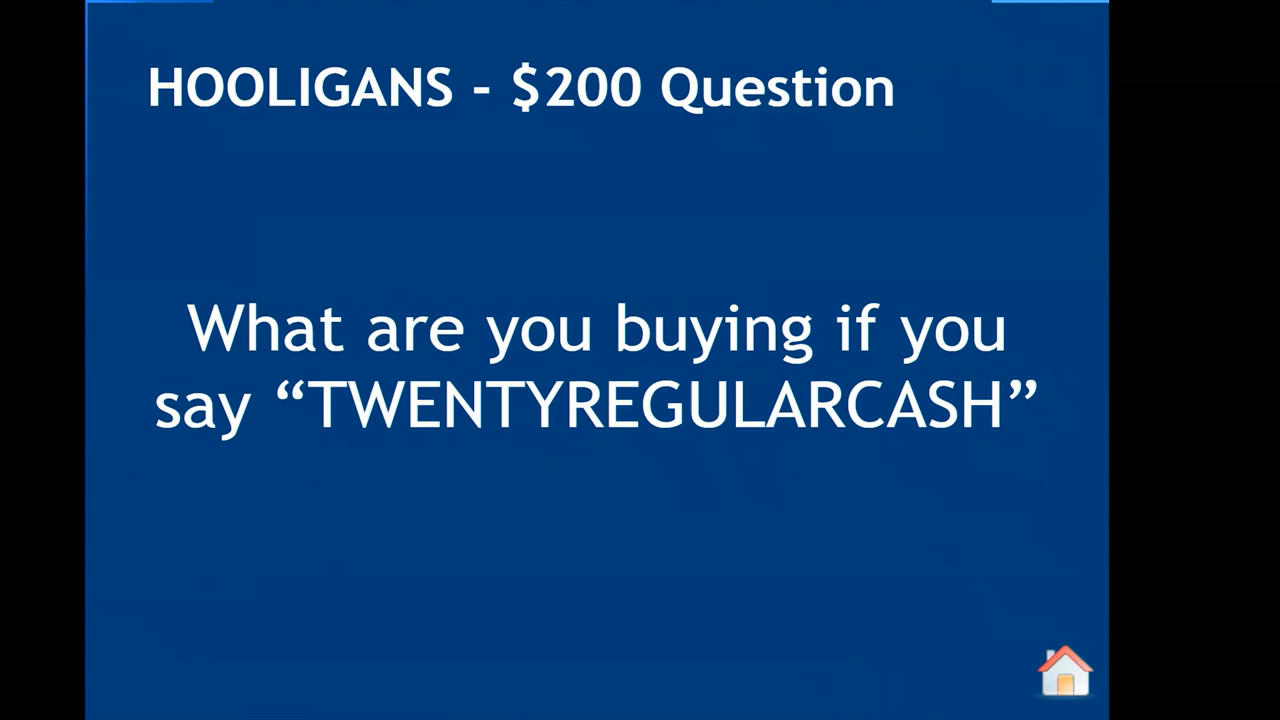 HOOLIGANS - $200 Question
What are you buying if you
say “TWENTYREGULARCASH”